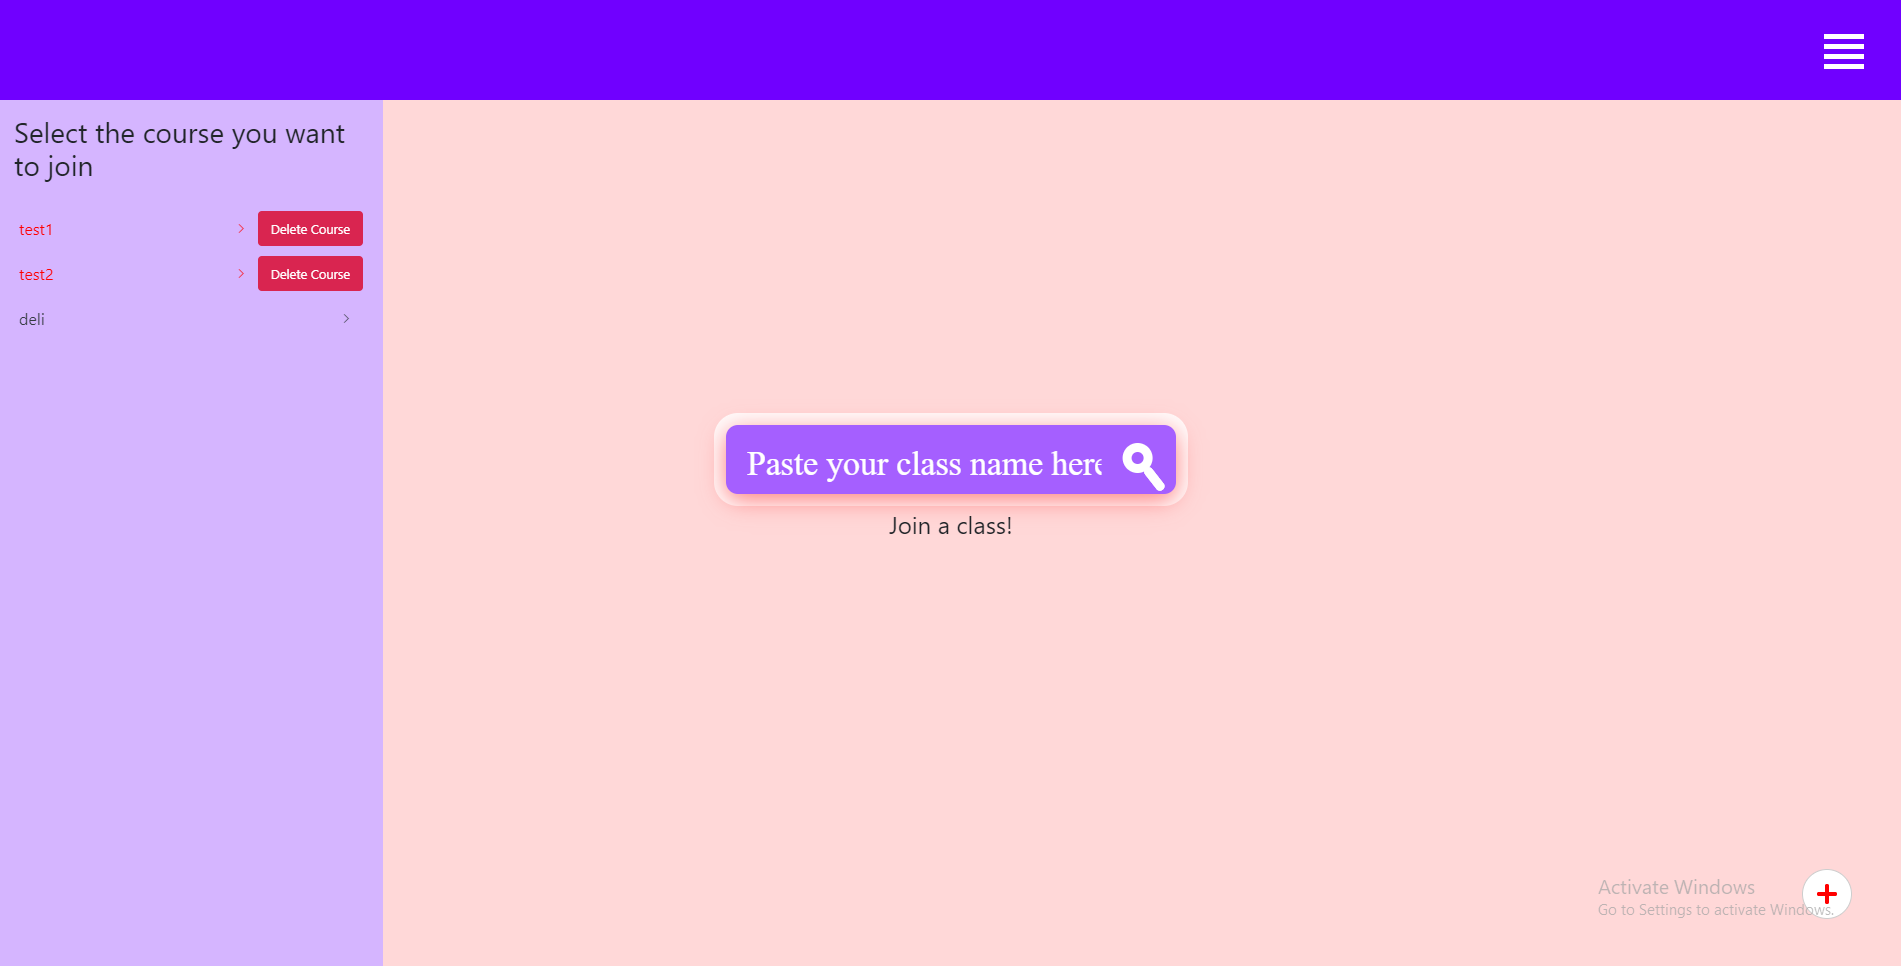 Select the course you want
to join
test1
Delete Course
test2
Delete Course
deli
Paste your class name here
Join a class!
Activate Windows
Go to Settings to activate Windows.